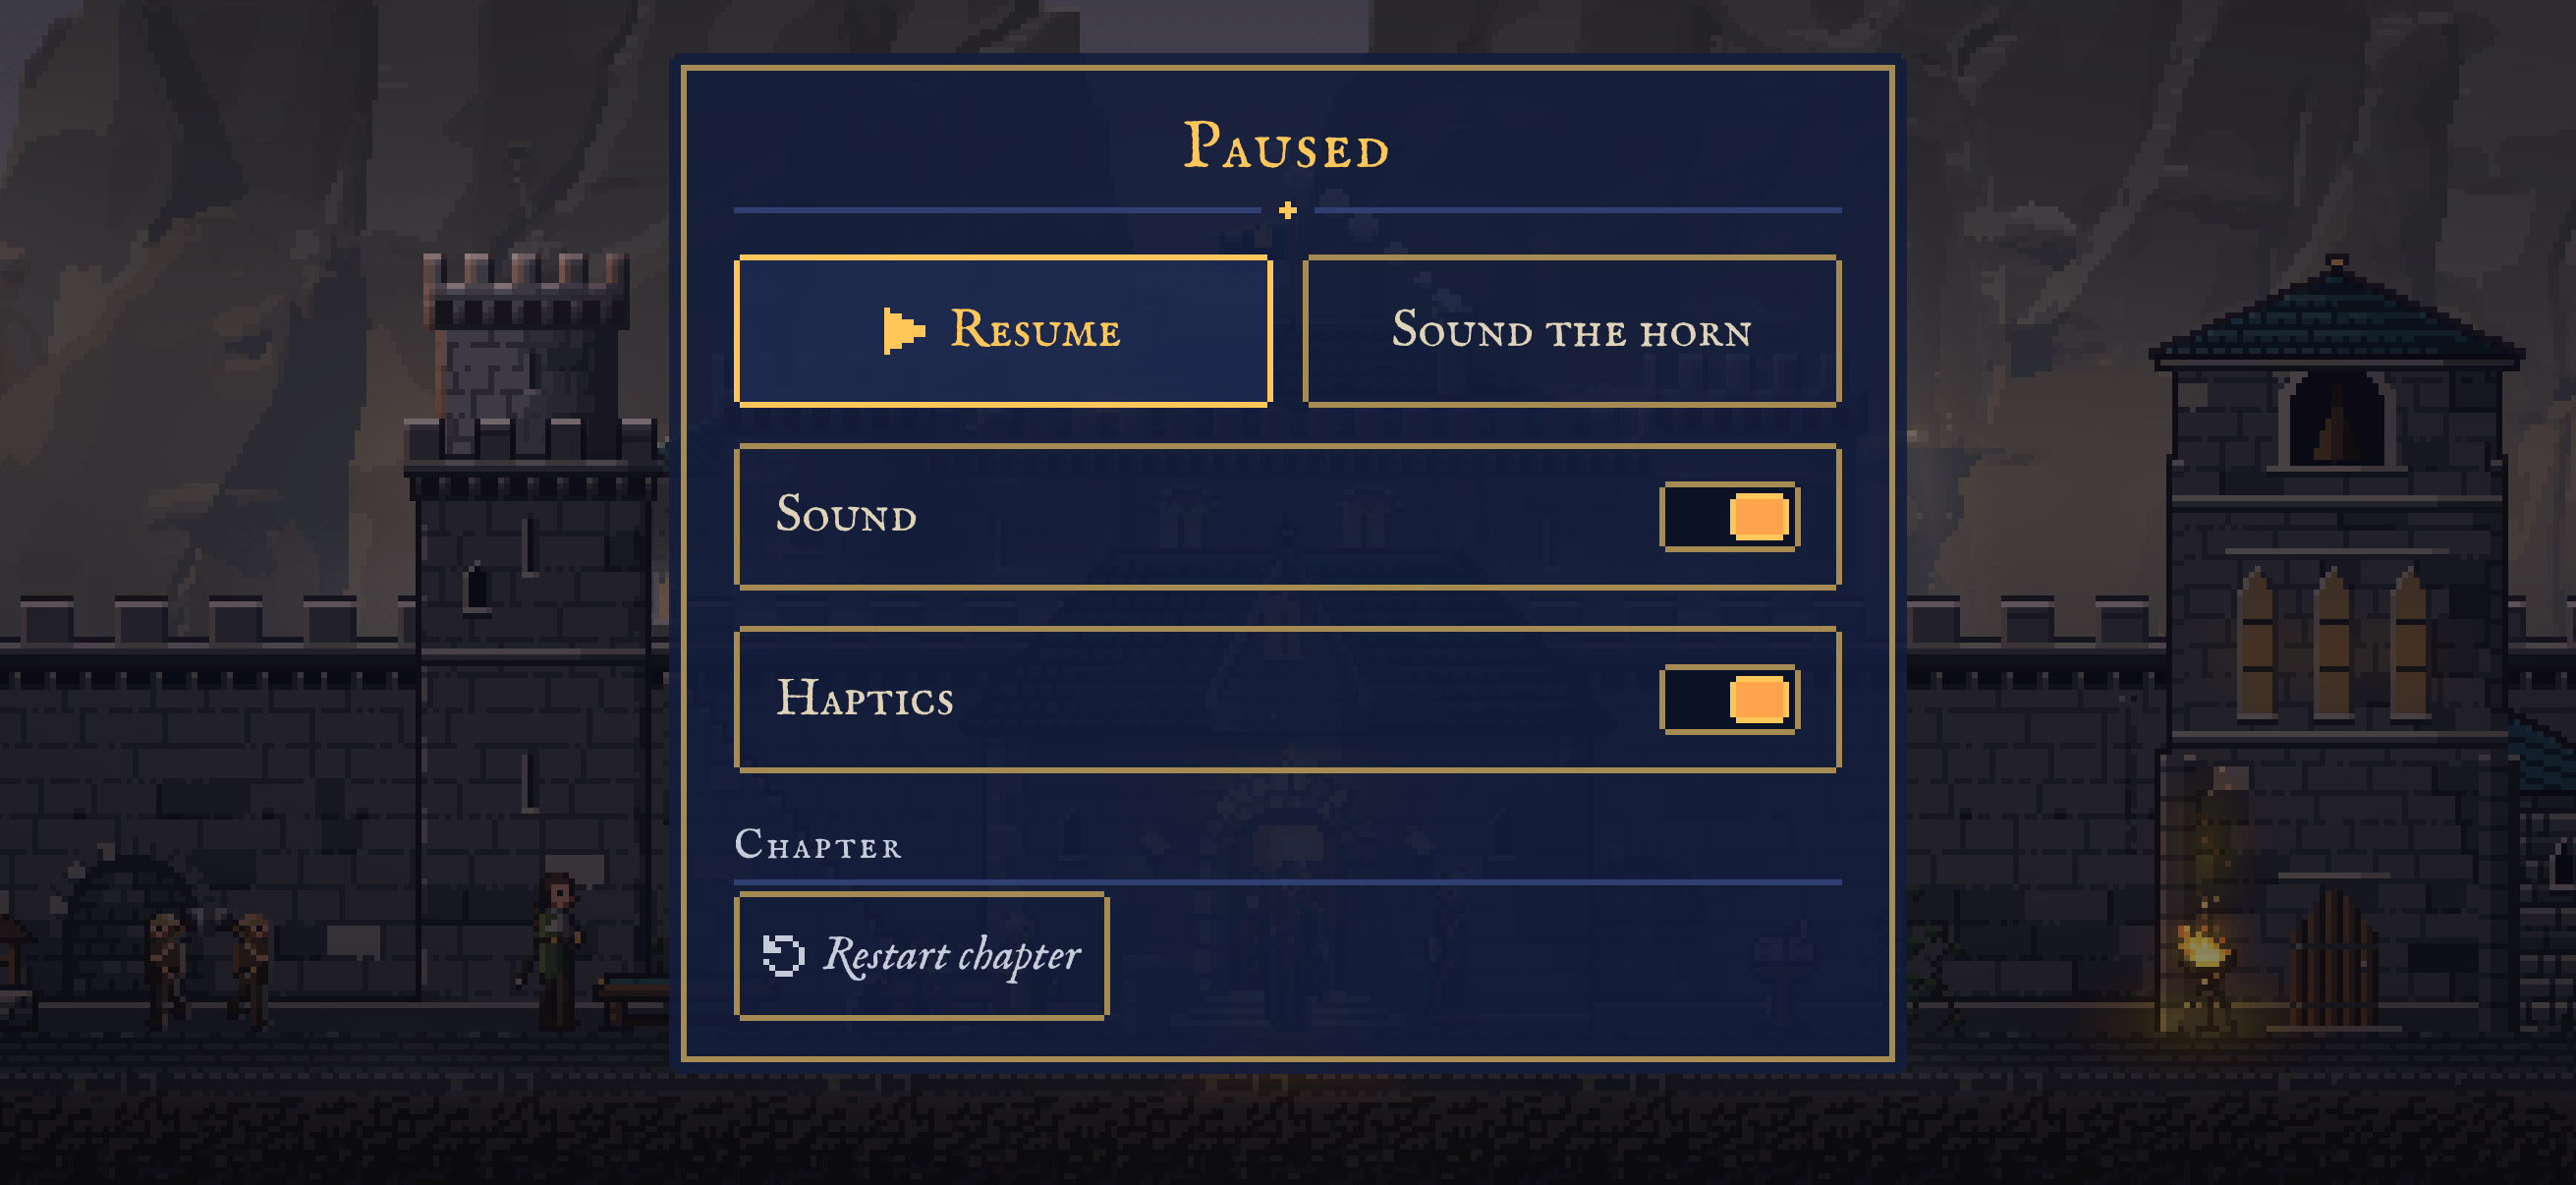 Paused
Resume
Sound the horn
Sound
Haptics
Chapter
Restart chapter